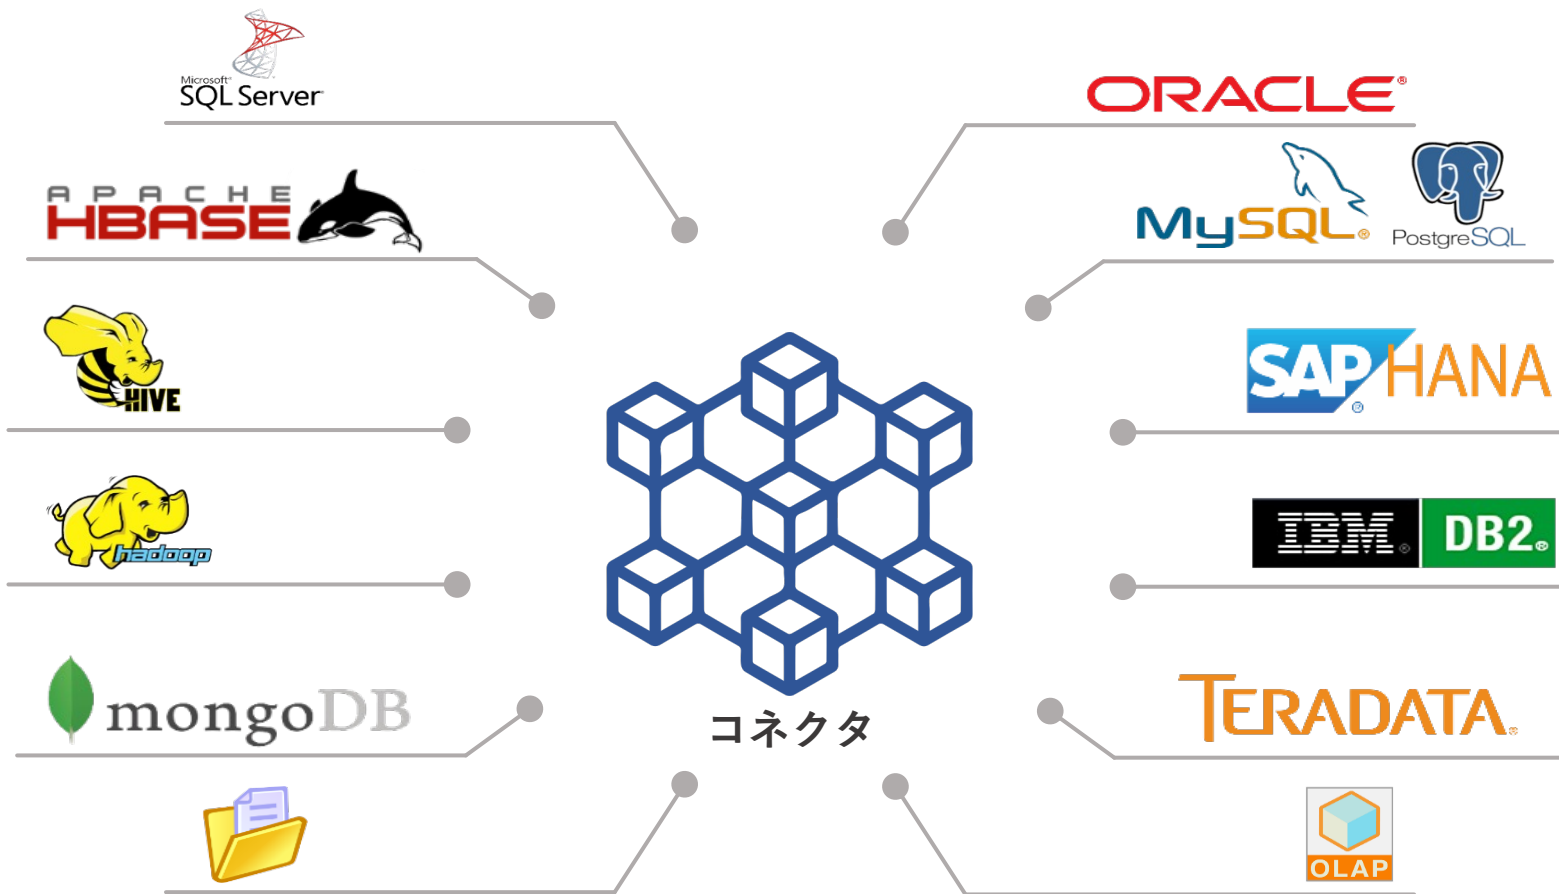 Microsoft®
SQL Server®
ORACLE®
APACHE
HBASE
MySQL®
PostgreSQL
HIVE
SAP® HANA
hadoop
IBM® DB2®
mongoDB
コネクタ
TERADATA®
OLAP